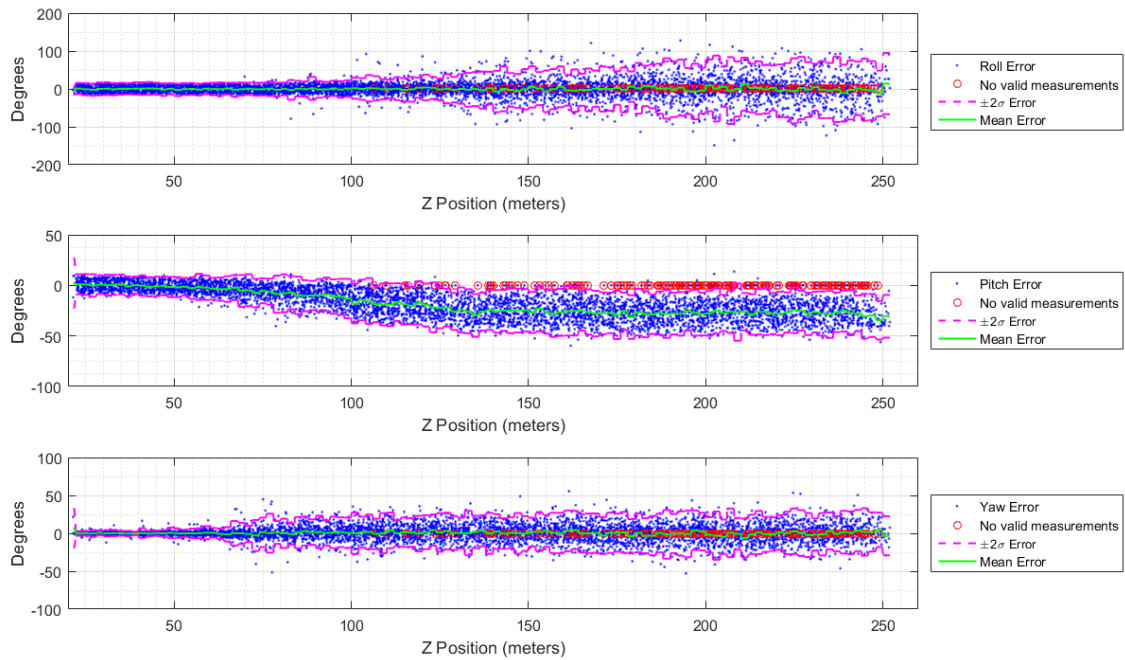 200
100
0
-100
-200
Degrees
50
100
150
200
250
Z Position (meters)
Roll Error
No valid measurements
±2σ Error
Mean Error
50
0
-50
-100
Degrees
50
100
150
200
250
Z Position (meters)
Pitch Error
No valid measurements
±2σ Error
Mean Error
100
50
0
-50
-100
Degrees
50
100
150
200
250
Z Position (meters)
Yaw Error
No valid measurements
±2σ Error
Mean Error